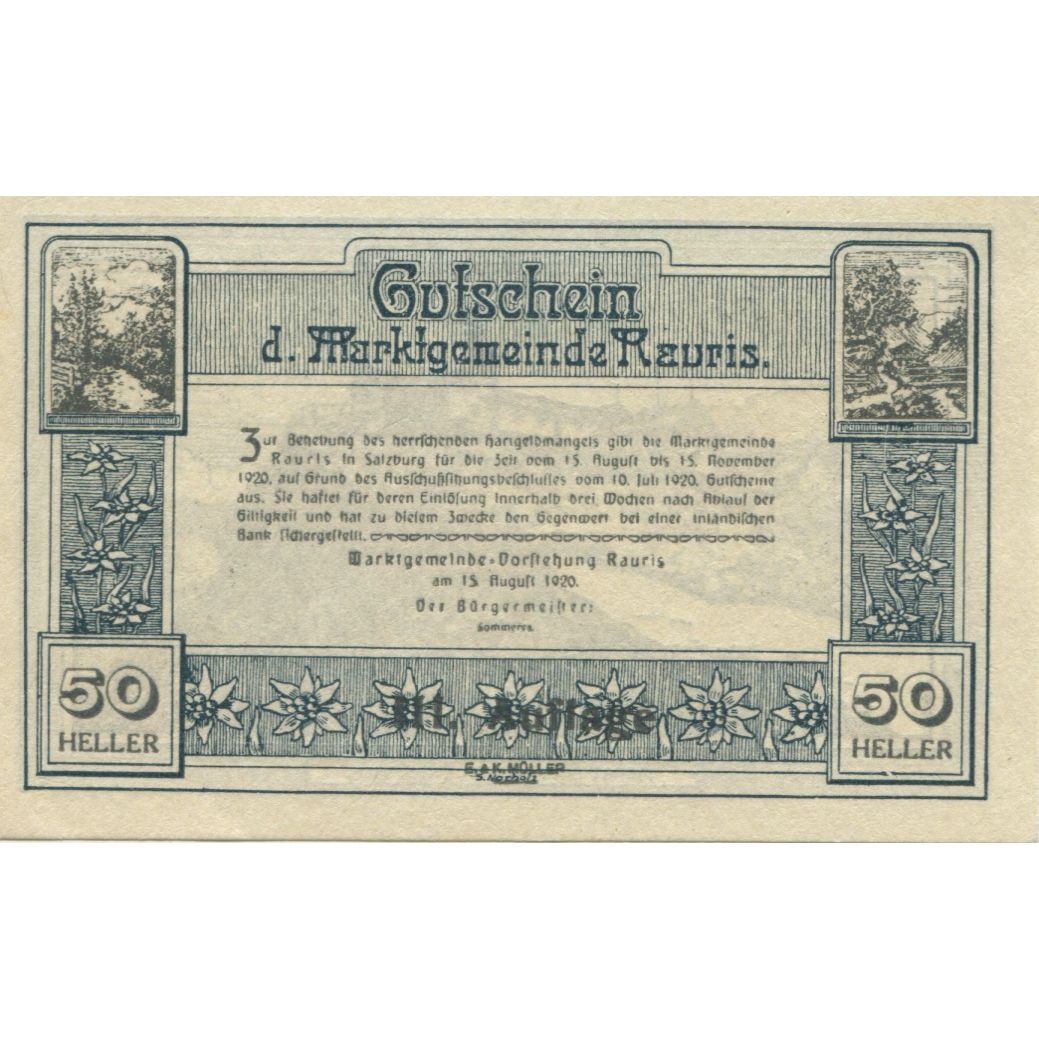 Gutschein
d. Marktgemeinde Rauris.
Zur Behebung des herrschenden Hartgeldmangels gibt die Marktgemeinde
Rauris in Salzburg für die Zeit vom 15. August bis 15. November
1920, auf Grund des Ausschußsitzungsbeschlusses vom 10. Juli 1920. Gutscheine
aus. Sie haftet für deren Einlösung innerhalb drei Wochen nach Ablauf der
Giltigkeit und hat zu diesem Zwecke den Gegenwert bei einer inländischen
Bank sichergestellt.
Marktgemeinde-Vorstehung Rauris
am 15. August 1920.
Der Bürgermeister:
50
HELLER
III. Auflage
50
HELLER
E. & K. MÜLLER